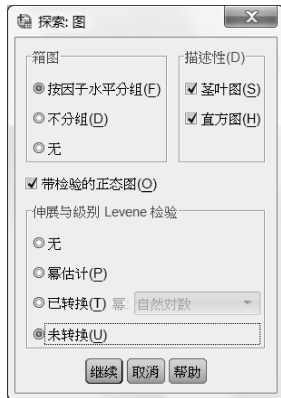 探索: 图
箱图
按因子水平分组(F)
不分组(D)
无
描述性(D)
茎叶图(S)
直方图(H)
带检验的正态图(O)
伸展与级别 Levene 检验
无
幂估计(P)
已转换(T) 幂: 自然对数
未转换(U)
继续 取消 帮助